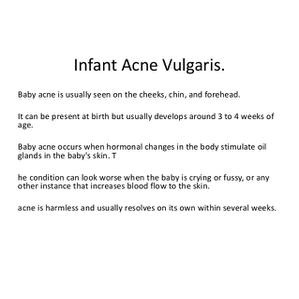 Infant Acne Vulgaris.
Baby acne is usually seen on the cheeks, chin, and forehead.
It can be present at birth but usually develops around 3 to 4 weeks of
age.
Baby acne occurs when hormonal changes in the body stimulate oil
glands in the baby's skin. T
he condition can look worse when the baby is crying or fussy, or any
other instance that increases blood flow to the skin.
acne is harmless and usually resolves on its own within several weeks.